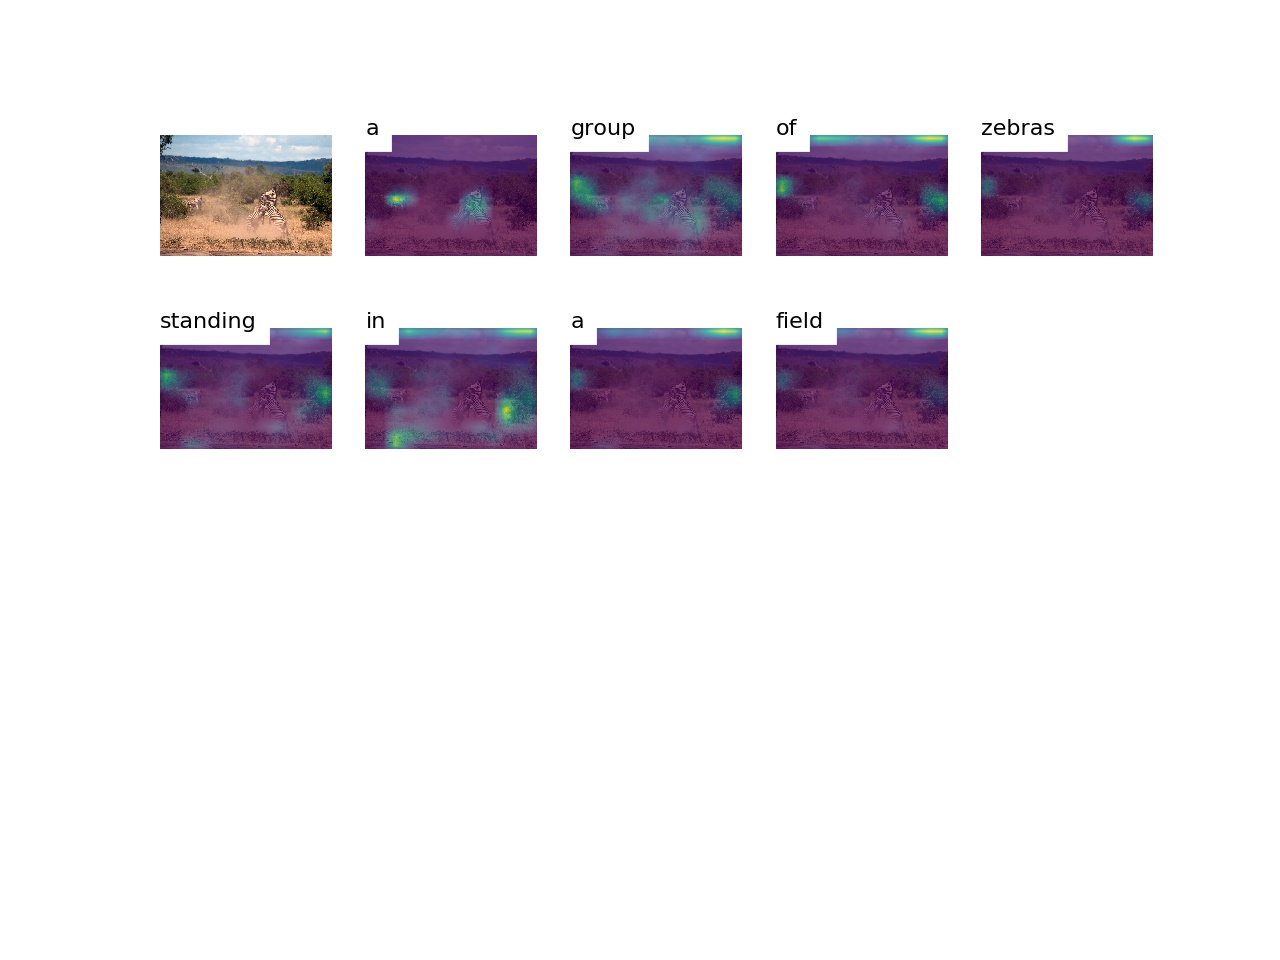 a
group
of
zebras
standing
in
a
field